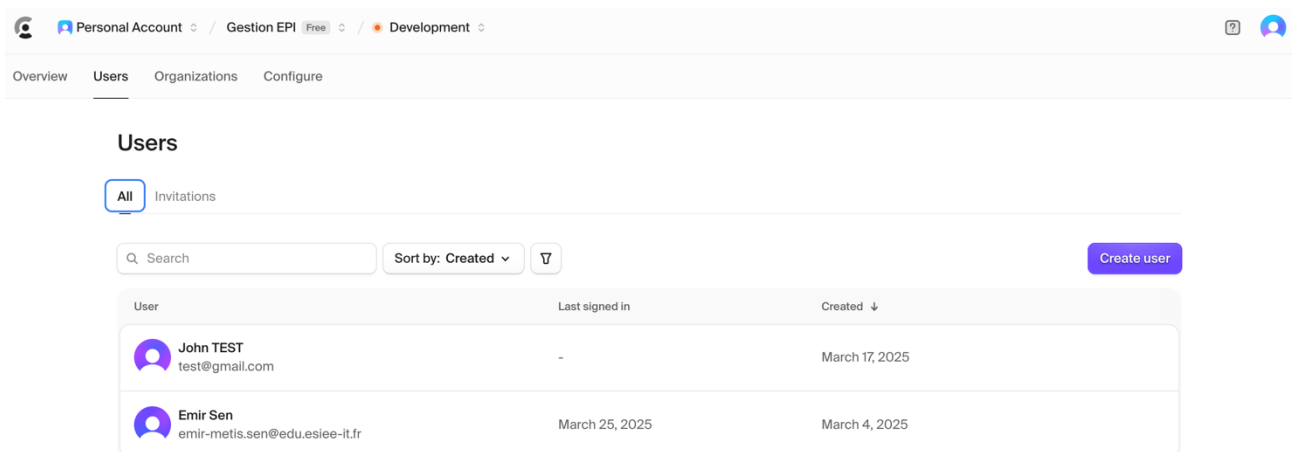 Personal Account / Gestion EPI Free / Development
?
Overview Users Organizations Configure
Users
All Invitations
Search Sort by: Created Create user
User Last signed in Created ↓
John TEST
test@gmail.com
- March 17, 2025
Emir Sen
emir-metis.sen@edu.esiee-it.fr
March 25, 2025 March 4, 2025